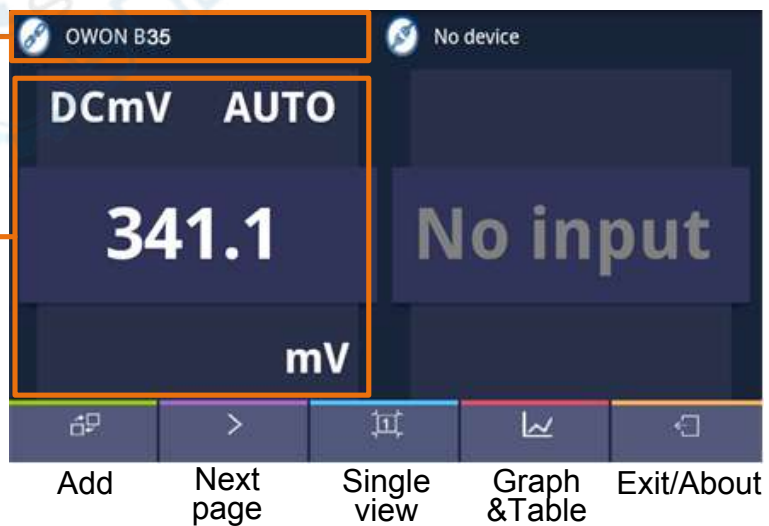 OWON B35
No device
DCmV AUTO
341.1
No input
mV
1
Add
Next
page
Single
view
Graph
&Table
Exit/About